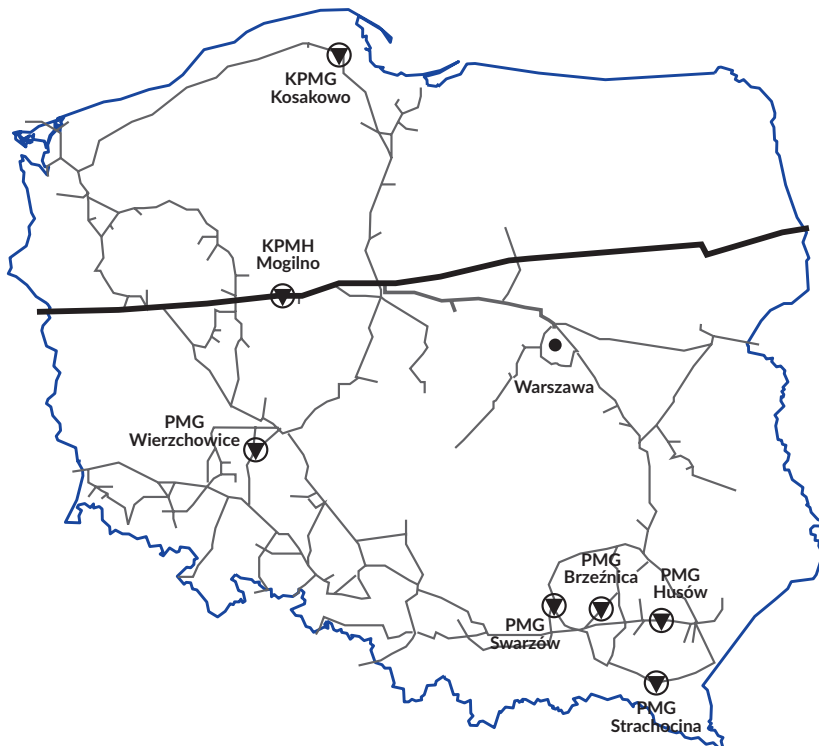 KPMG
Kosakowo
KPMH
Mogilno
Warszawa
PMG
Wierzchowice
PMG
Brzeźnica
PMG
Husów
PMG
Swarzów
PMG
Strachocina